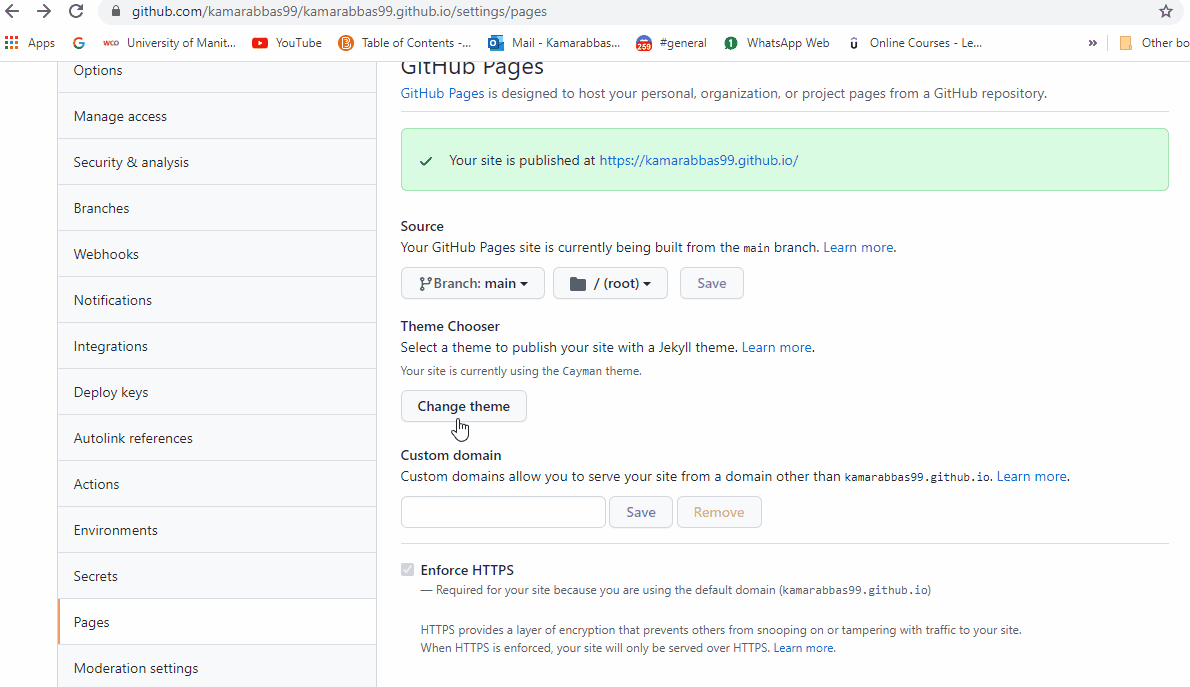 github.com/kamarabbas99/kamarabbas99.github.io/settings/pages
Apps G wco University of Manit... YouTube B Table of Contents -... Mail - Kamarabbas... 259 #general 1 WhatsApp Web Online Courses - Le... » Other bo
Options
Manage access
Security & analysis
Branches
Webhooks
Notifications
Integrations
Deploy keys
Autolink references
Actions
Environments
Secrets
Pages
Moderation settings
GitHub Pages
GitHub Pages is designed to host your personal, organization, or project pages from a GitHub repository.
Your site is published at https://kamarabbas99.github.io/
Source
Your GitHub Pages site is currently being built from the main branch. Learn more.
Branch: main / (root) Save
Theme Chooser
Select a theme to publish your site with a Jekyll theme. Learn more.
Your site is currently using the Cayman theme.
Change theme
Custom domain
Custom domains allow you to serve your site from a domain other than kamarabbas99.github.io. Learn more.
Save Remove
Enforce HTTPS
— Required for your site because you are using the default domain (kamarabbas99.github.io)
HTTPS provides a layer of encryption that prevents others from snooping on or tampering with traffic to your site.
When HTTPS is enforced, your site will only be served over HTTPS. Learn more.